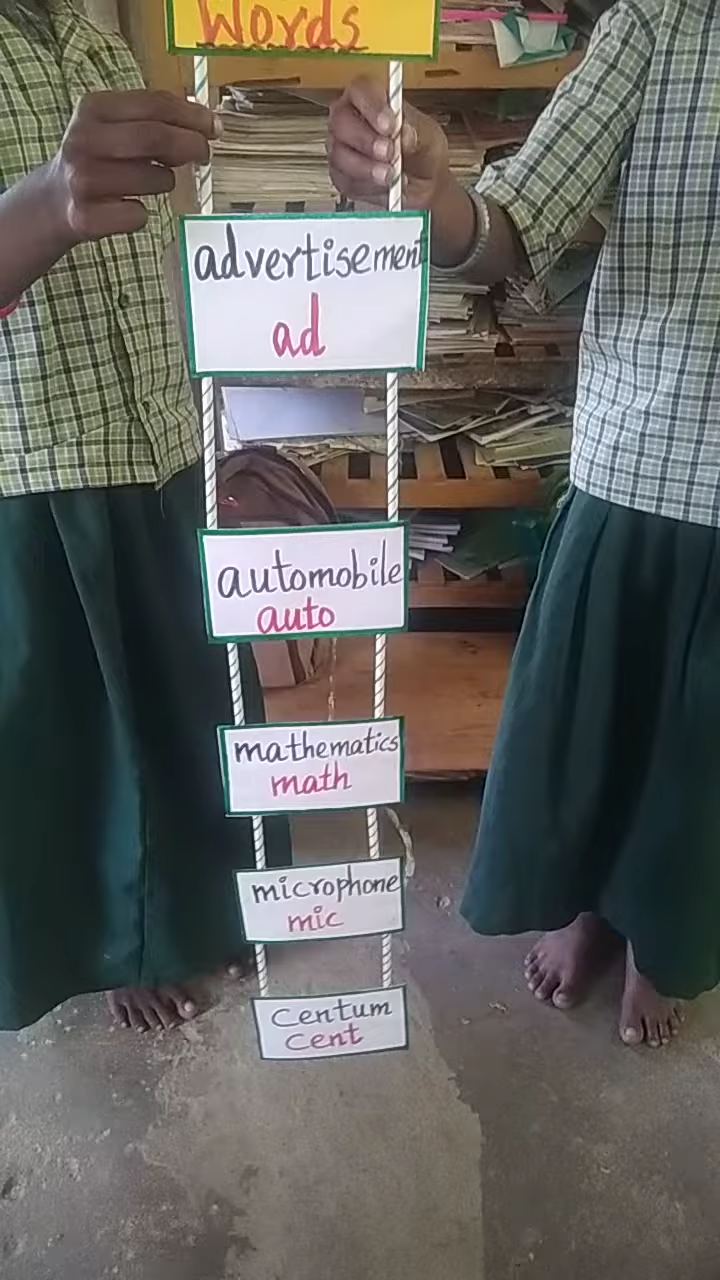 Words
advertisement
ad
automobile
auto
mathematics
math
microphone
mic
Centum
Cent